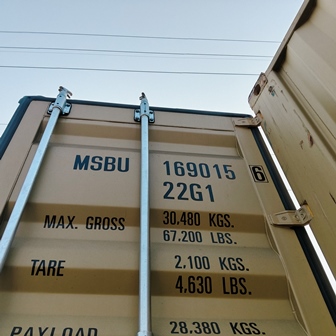 MSBU 169015 6
22G1
MAX. GROSS 30,480 KGS.
67,200 LBS.
TARE 2,100 KGS.
4,630 LBS.
PAYLOAD 28,380 KGS.